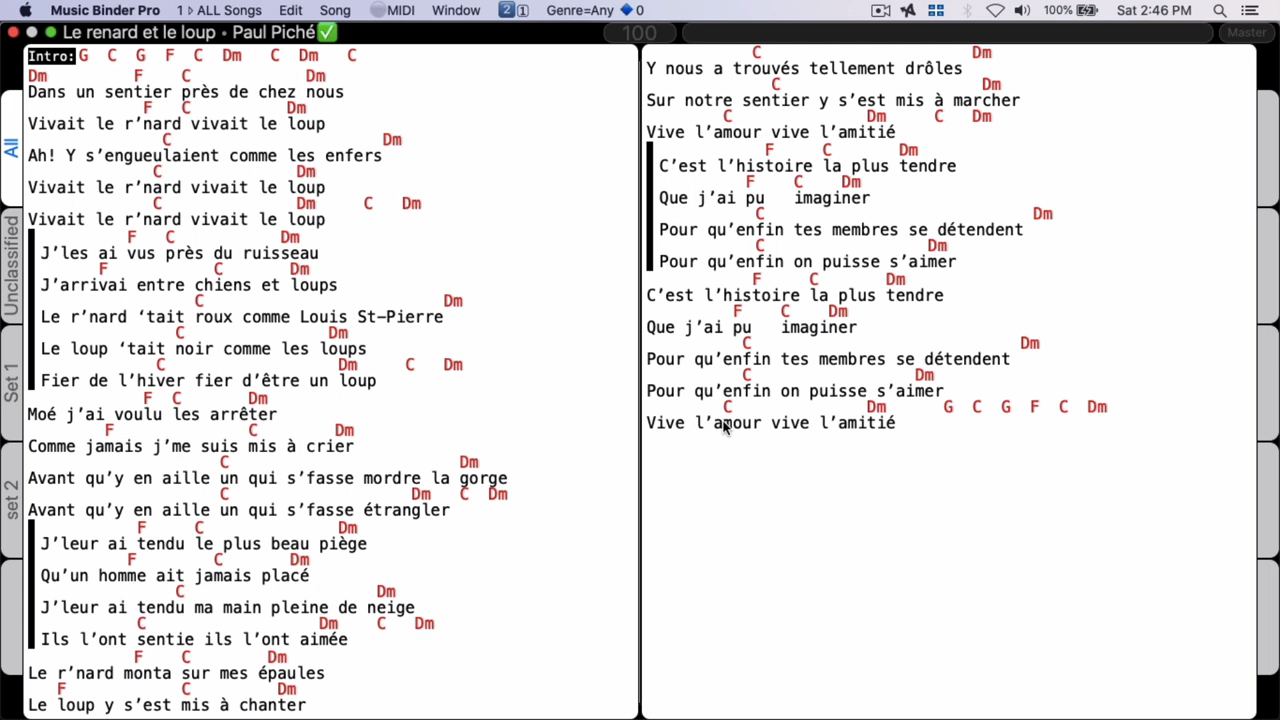 Music Binder Pro 1 ▷ ALL Songs Edit Song MIDI Window 2 1 Genre=Any 0 100% Sat 2:46 PM
Le renard et le loup • Paul Piché✅ 100 Master
All
Unclassified
Set 1
set 2
Intro: G C G F C Dm C Dm C
Dm F C Dm
Dans un sentier près de chez nous
F C Dm
Vivait le r’nard vivait le loup
C Dm
Ah! Y s’engueulaient comme les enfers
C Dm
Vivait le r’nard vivait le loup
C Dm C Dm
Vivait le r’nard vivait le loup
F C Dm
J’les ai vus près du ruisseau
F C Dm
J’arrivai entre chiens et loups
C Dm
Le r’nard ‘tait roux comme Louis St-Pierre
C Dm
Le loup ‘tait noir comme les loups
C Dm C Dm
Fier de l’hiver fier d’être un loup
F C Dm
Moé j’ai voulu les arrêter
F C Dm
Comme jamais j’me suis mis à crier
C Dm
Avant qu’y en aille un qui s’fasse mordre la gorge
C Dm C Dm
Avant qu’y en aille un qui s’fasse étrangler
F C Dm
J’leur ai tendu le plus beau piège
F C Dm
Qu’un homme ait jamais placé
C Dm
J’leur ai tendu ma main pleine de neige
C Dm C Dm
Ils l’ont sentie ils l’ont aimée
F C Dm
Le r’nard monta sur mes épaules
F C Dm
Le loup y s’est mis à chanter
C Dm
Y nous a trouvés tellement drôles
C Dm
Sur notre sentier y s’est mis à marcher
C Dm C Dm
Vive l’amour vive l’amitié
F C Dm
C’est l’histoire la plus tendre
F C Dm
Que j’ai pu imaginer
C Dm
Pour qu’enfin tes membres se détendent
C Dm
Pour qu’enfin on puisse s’aimer
F C Dm
C’est l’histoire la plus tendre
F C Dm
Que j’ai pu imaginer
C Dm
Pour qu’enfin tes membres se détendent
C Dm
Pour qu’enfin on puisse s’aimer
C Dm G C G F C Dm
Vive l’amour vive l’amitié